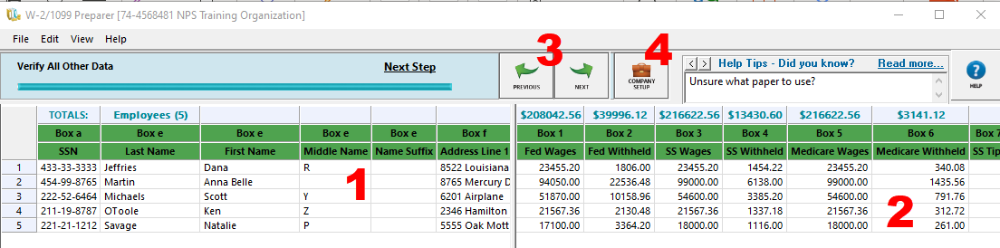 W-2/1099 Preparer [74-4568481 NPS Training Organization]
File Edit View Help
Verify All Other Data Next Step
3
PREVIOUS
NEXT
4
COMPANY
SETUP
Help Tips - Did you know? Read more...
Unsure what paper to use?
HELP
TOTALS: Employees (5) $208042.56 $39996.12 $216622.56 $13430.60 $216622.56 $3141.12
Box a Box e Box e Box e Box e Box f Box 1 Box 2 Box 3 Box 4 Box 5 Box 6 Box 7
SSN Last Name First Name Middle Name Name Suffix Address Line 1 Fed Wages Fed Withheld SS Wages SS Withheld Medicare Wages Medicare Withheld SS Tip
1 433-33-3333 Jeffries Dana R 8522 Louisiana 23455.20 1806.00 23455.20 1454.22 23455.20 340.08
2 454-99-8765 Martin Anna Belle 8765 Mercury D 94050.00 22536.48 99000.00 6138.00 99000.00 1435.56
3 222-52-6464 Michaels Scott Y 6201 Airplane 51870.00 10158.96 54600.00 3385.20 54600.00 791.76
4 211-19-8787 OToole Ken Z 2346 Hamilton 21567.36 2130.48 21567.36 1337.18 21567.36 312.72
5 221-21-1212 Savage Natalie P 5555 Oak Mott 17100.00 3364.20 18000.00 1116.00 18000.00 261.00
1
2